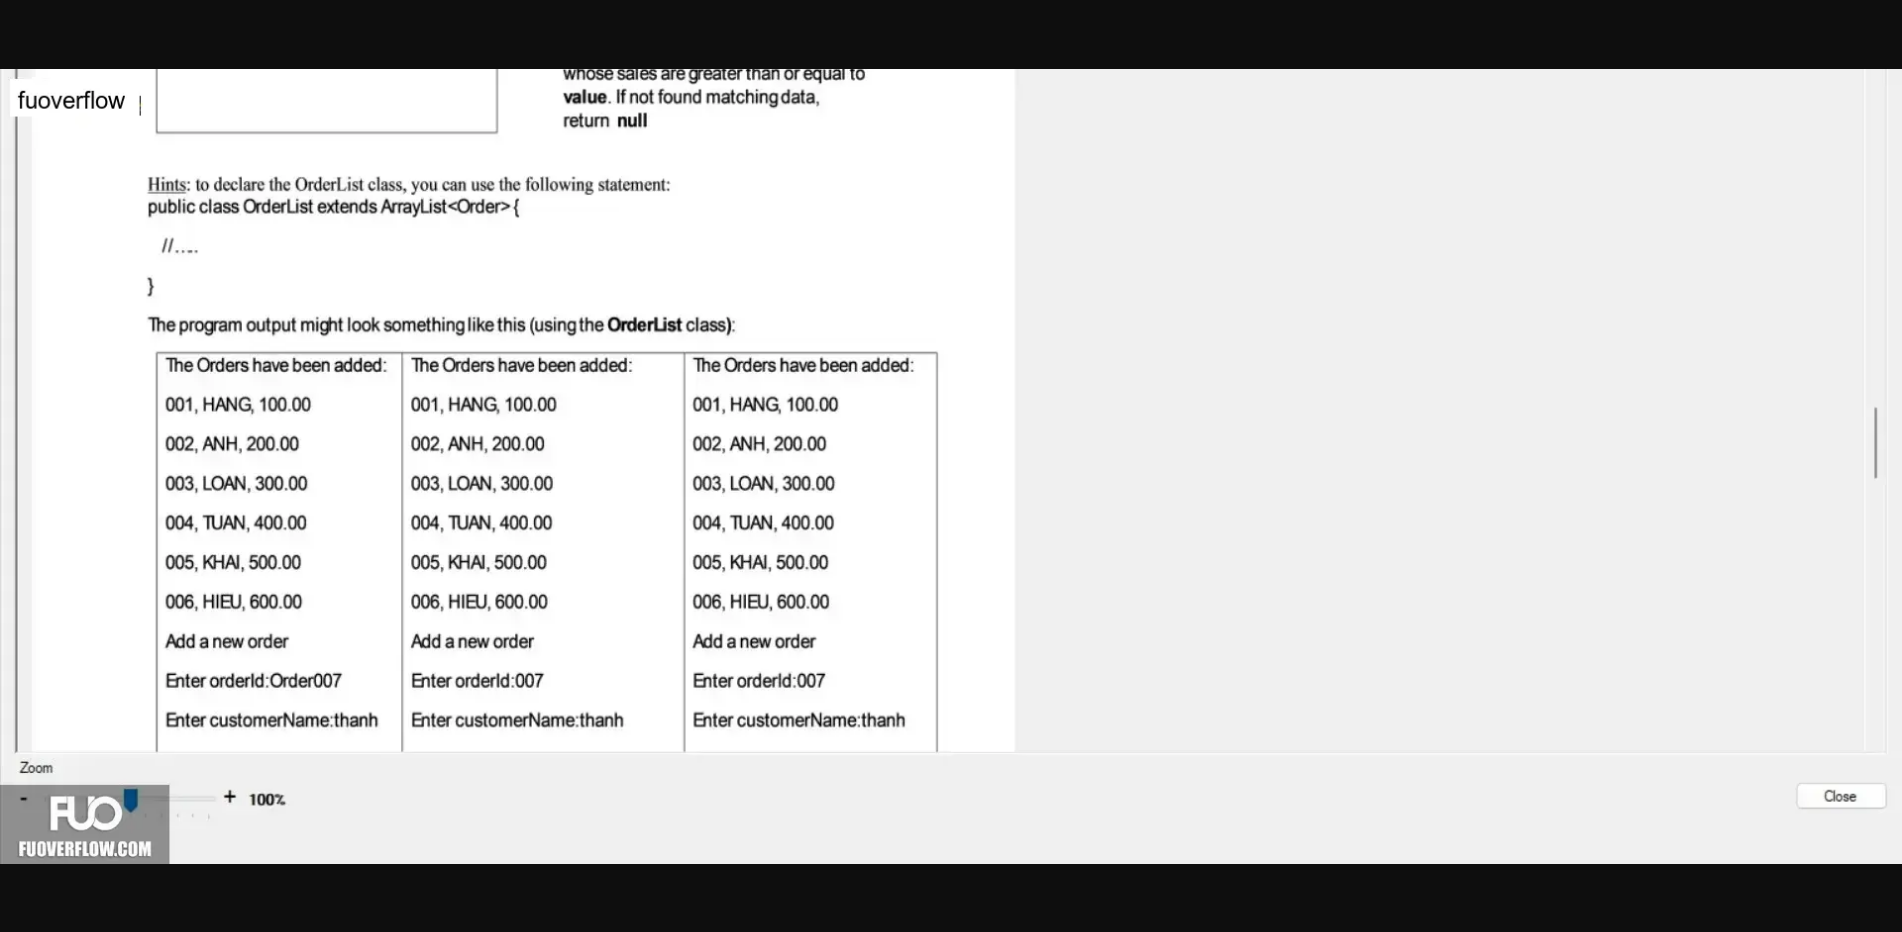 whose sales are greater than or equal to
fuoverflow
value. If not found matching data,
return null
Hints: to declare the OrderList class, you can use the following statement:
public class OrderList extends ArrayList<Order> {
//.....
}
The program output might look something like this (using the OrderList class):
The Orders have been added:
001, HANG, 100.00
002, ANH, 200.00
003, LOAN, 300.00
004, TUAN, 400.00
005, KHAI, 500.00
006, HIEU, 600.00
Add a new order
Enter orderId:Order007
Enter customerName:thanh
The Orders have been added:
001, HANG, 100.00
002, ANH, 200.00
003, LOAN, 300.00
004, TUAN, 400.00
005, KHAI, 500.00
006, HIEU, 600.00
Add a new order
Enter orderId:007
Enter customerName:thanh
The Orders have been added:
001, HANG, 100.00
002, ANH, 200.00
003, LOAN, 300.00
004, TUAN, 400.00
005, KHAI, 500.00
006, HIEU, 600.00
Add a new order
Enter orderId:007
Enter customerName:thanh
Zoom
- + 100%
Close
FUO
FUOVERFLOW.COM